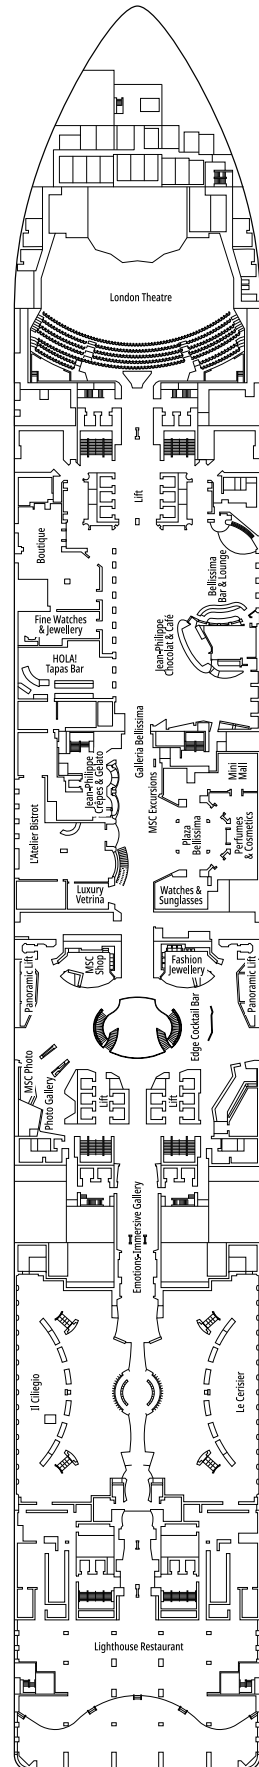 London Theatre
Lift
Boutique
Bellissima
Bar & Lounge
Fine Watches
& Jewellery
Jean-Philippe
Chocolat & Café
HOLA!
Tapas Bar
Galleria Bellissima
Jean-Philippe
Crêpes & Gelato
MSC Excursions
Mini
Mall
L'Atelier Bistrot
Plaza
Bellissima
Perfumes
& Cosmetics
Luxury
Vetrina
Watches &
Sunglasses
Panoramic Lift
MSC
Shop
Fashion
Jewellery
Panoramic Lift
Edge Cocktail Bar
MSC Photo
Photo Gallery
Lift
Lift
Emotions-Immersive Gallery
Il Ciliegio
Le Cerisier
Lighthouse Restaurant